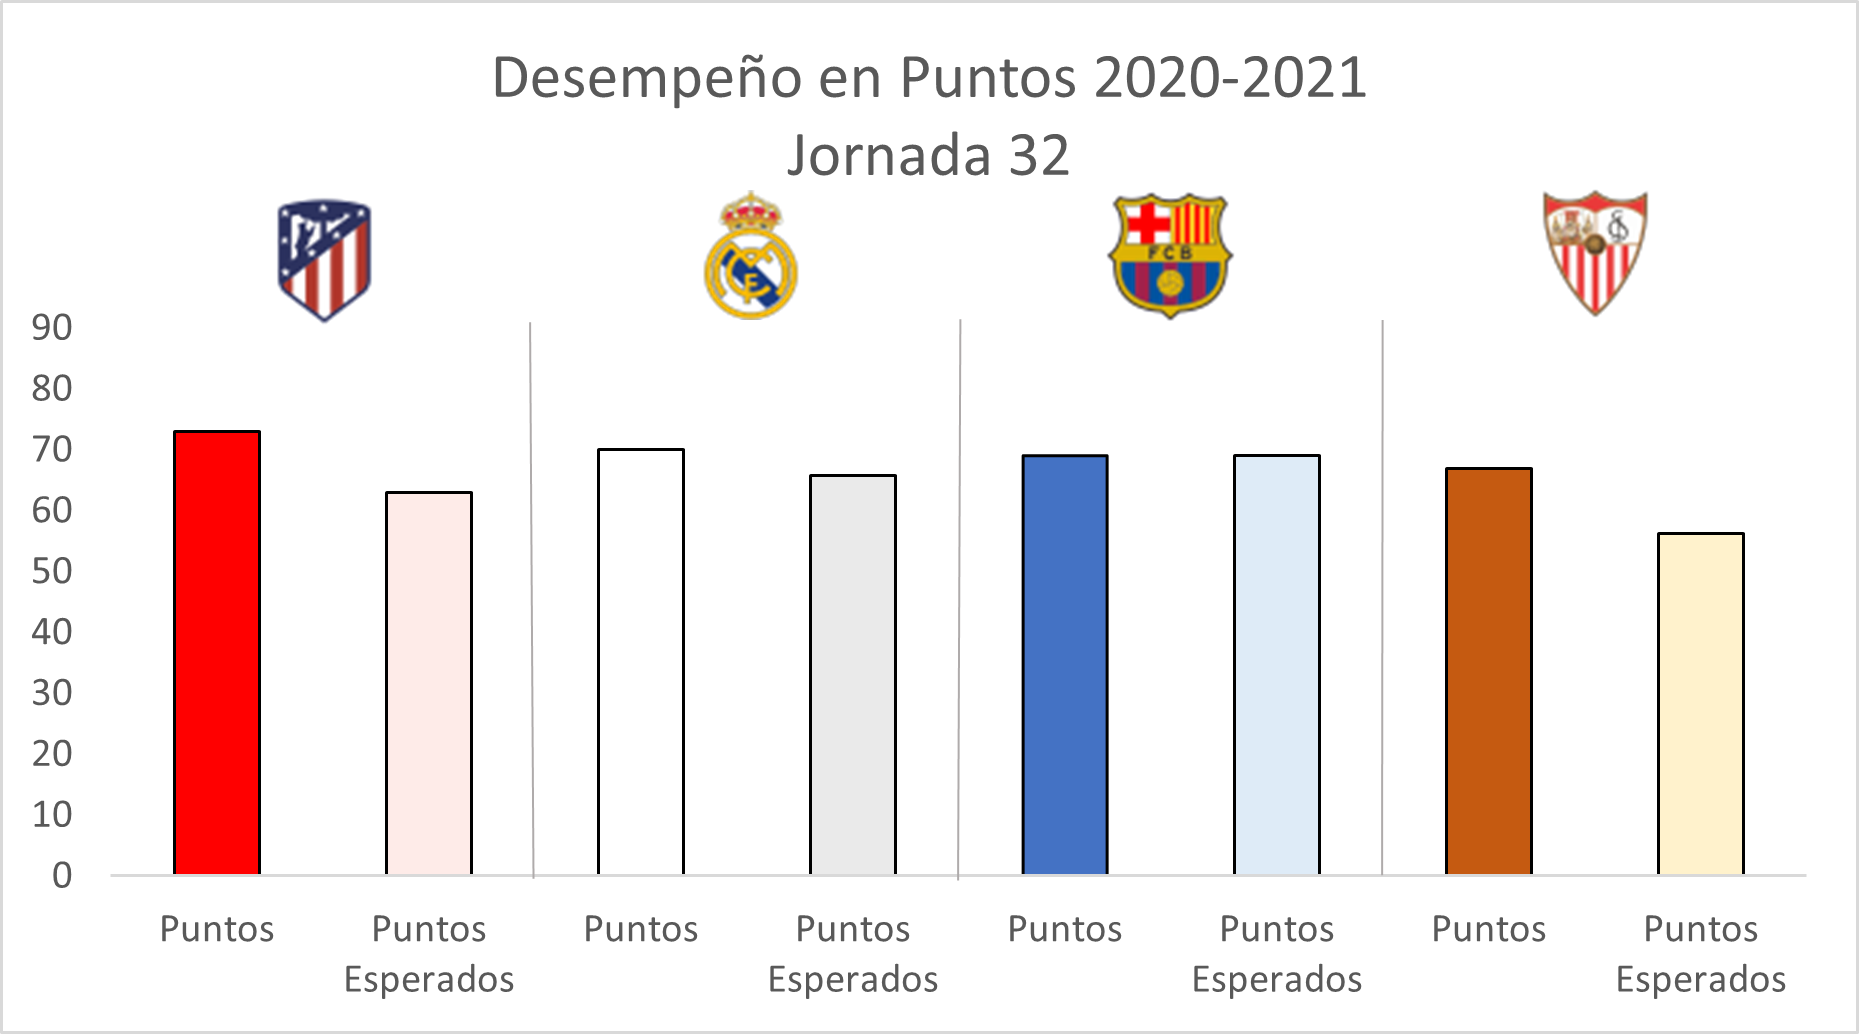 Desempeño en Puntos 2020-2021
Jornada 32
FCB
90
80
70
60
50
40
30
20
10
0
Puntos
Puntos
Esperados
Puntos
Puntos
Esperados
Puntos
Puntos
Esperados
Puntos
Puntos
Esperados